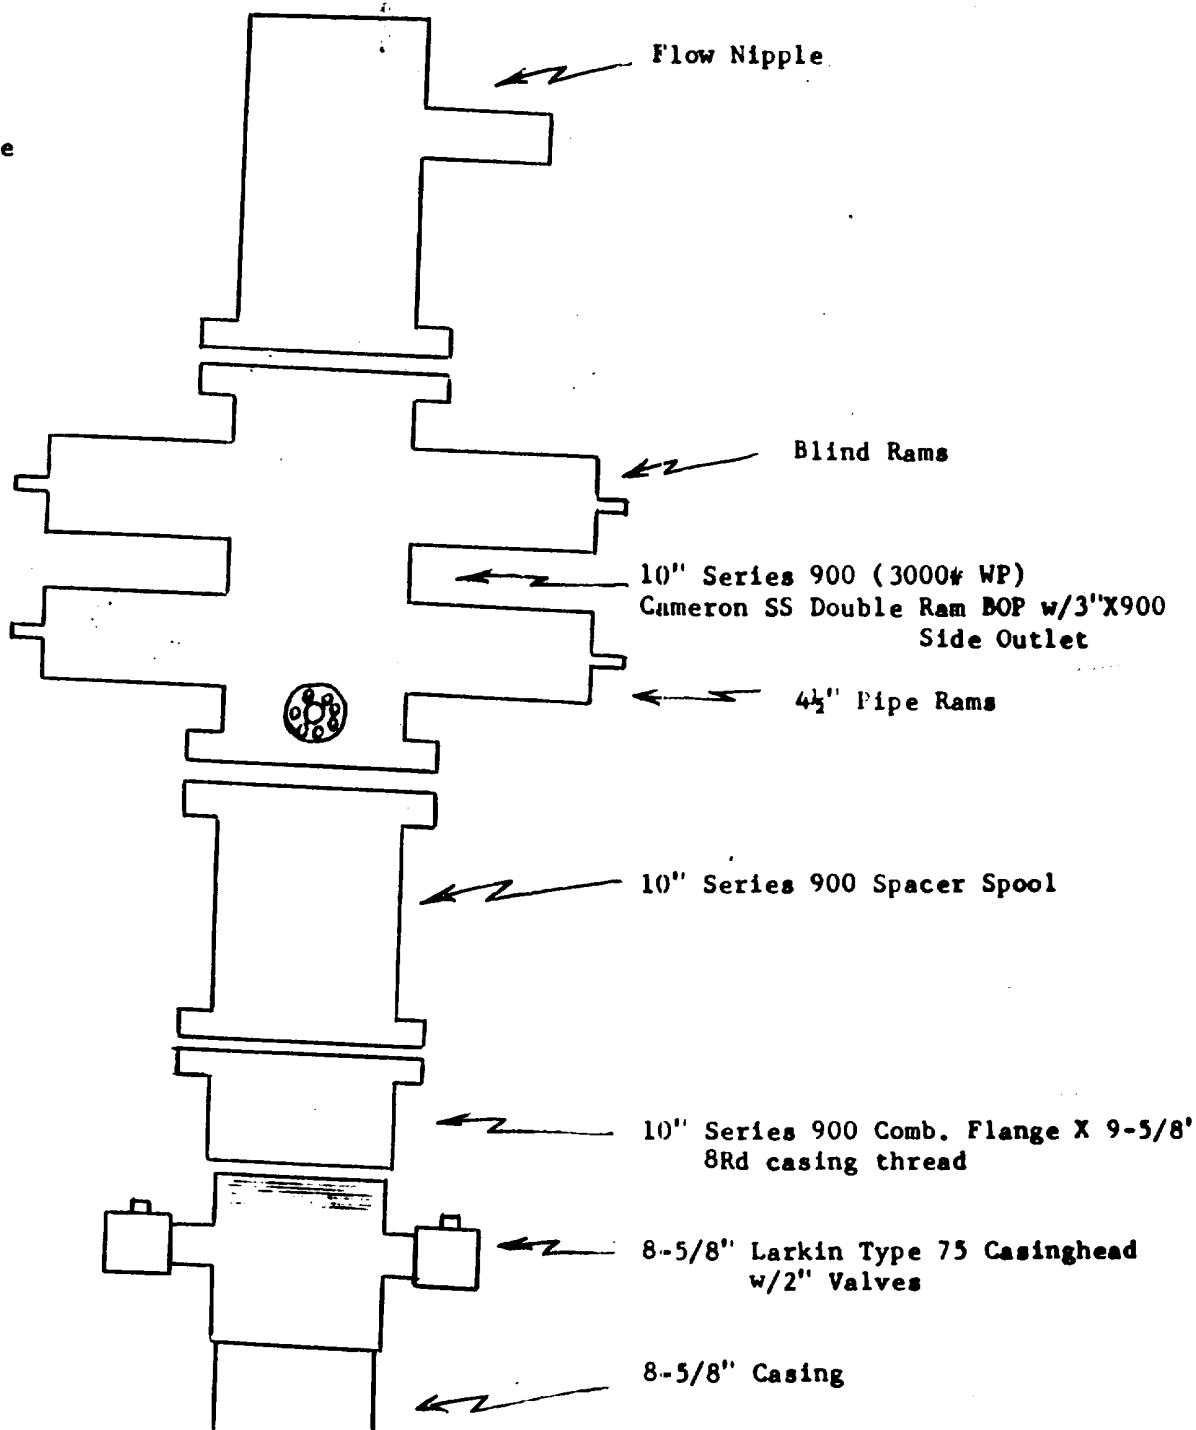 Flow Nipple
e
Blind Rams
10" Series 900 (3000# WP)
Cameron SS Double Ram BOP w/3"X900
Side Outlet
4½" Pipe Rams
10" Series 900 Spacer Spool
10" Series 900 Comb. Flange X 9-5/8'
8Rd casing thread
8-5/8" Larkin Type 75 Casinghead
w/2" Valves
8-5/8" Casing